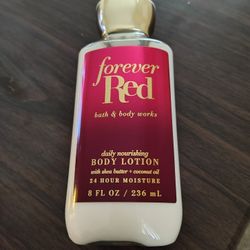 forever
Red
bath & body works
daily nourishing
BODY LOTION
with shea butter + coconut oil
24 HOUR MOISTURE
8 FL OZ / 236 mL